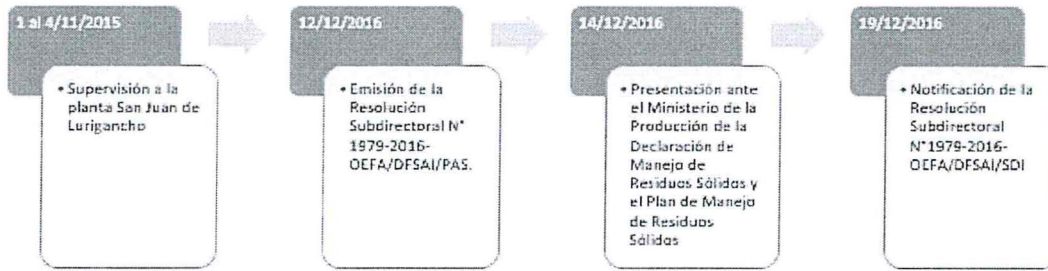 1 al 4/11/2015
• Supervisión a la
planta San Juan de
Lurigancho
12/12/2016
• Emisión de la
Resolución
Subdirectoral N°
1979-2016-
OEFA/DFSAI/PAS.
14/12/2016
• Presentación ante
el Ministerio de la
Producción de la
Declaración de
Manejo de
Residuos Sólidos y
el Plan de Manejo
de Residuos
Sólidos
19/12/2016
• Notificación de la
Resolución
Subdirectoral
N°1979-2016-
OEFA/DFSAI/SDI